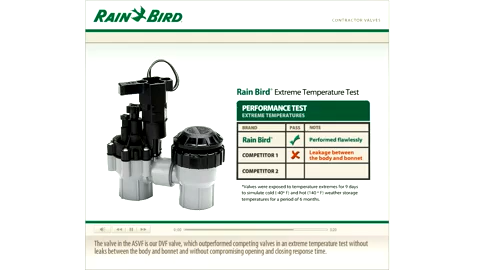 RAIN BIRD
CONTRACTOR VALVES
Rain Bird® Extreme Temperature Test
PERFORMANCE TEST
EXTREME TEMPERATURES
BRAND PASS NOTE
Rain Bird® Performed flawlessly
COMPETITOR 1 Leakage between
the body and bonnet
COMPETITOR 2
*Valves were exposed to temperature extremes for 9 days
to simulate cold (-40º F) and hot (140º F) weather storage
temperatures for a period of 6 months.
The valve in the ASVF is our DVF valve, which outperformed competing valves in an extreme temperature test without
leaks between the body and bonnet and without compromising opening and closing response time.